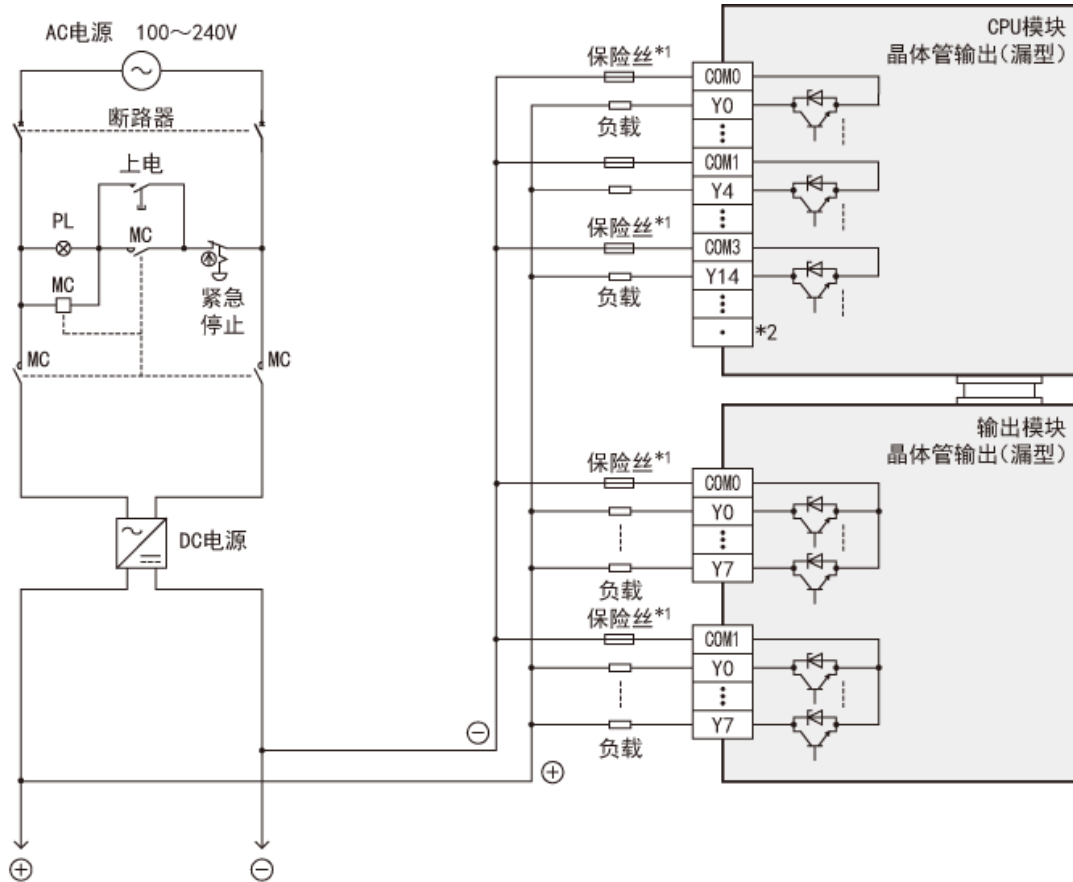 AC电源 100～240V
断路器
上电
PL
MC
MC
紧急
停止
MC
MC
DC电源
⊖
⊕
⊕
⊖
CPU模块
晶体管输出(漏型)
保险丝*1
COM0
Y0
负载
COM1
Y4
保险丝*1
COM3
Y14
负载
*2
输出模块
晶体管输出(漏型)
保险丝*1
COM0
Y0
Y7
负载
保险丝*1
COM1
Y0
Y7
负载